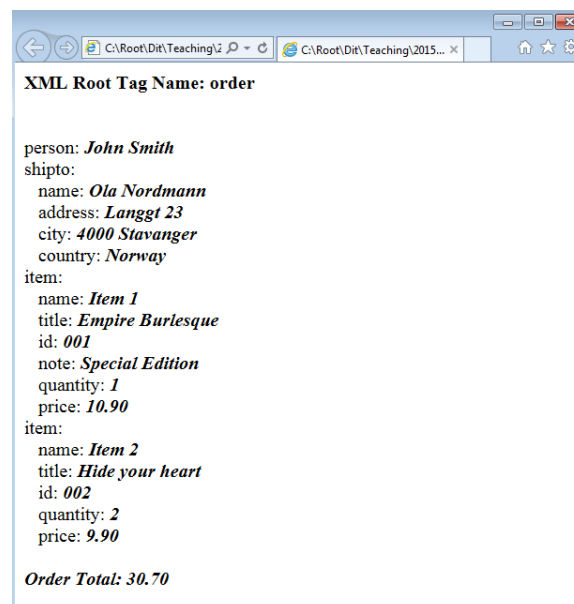 C:\Root\Dit\Teaching\2
C:\Root\Dit\Teaching\2015...
XML Root Tag Name: order
person: John Smith
shipto:
name: Ola Nordmann
address: Langgt 23
city: 4000 Stavanger
country: Norway
item:
name: Item 1
title: Empire Burlesque
id: 001
note: Special Edition
quantity: 1
price: 10.90
item:
name: Item 2
title: Hide your heart
id: 002
quantity: 2
price: 9.90
Order Total: 30.70